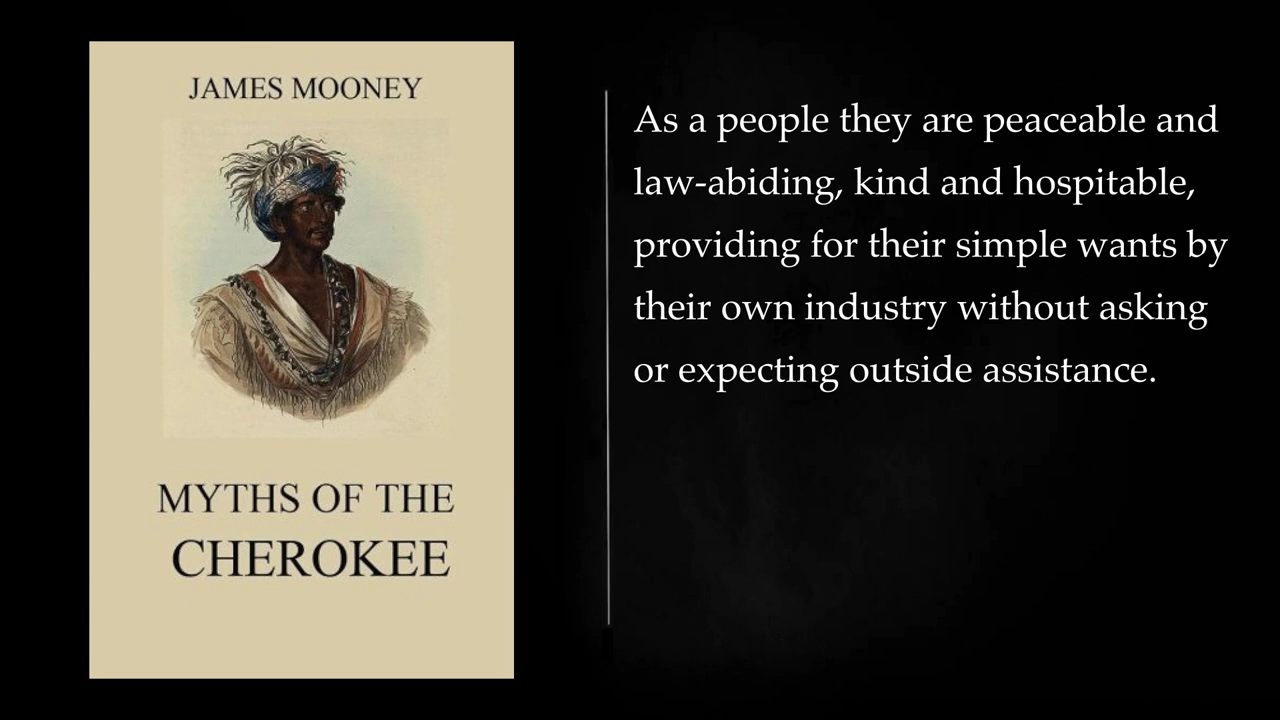 JAMES MOONEY
MYTHS OF THE
CHEROKEE
As a people they are peaceable and
law-abiding, kind and hospitable,
providing for their simple wants by
their own industry without asking
or expecting outside assistance.